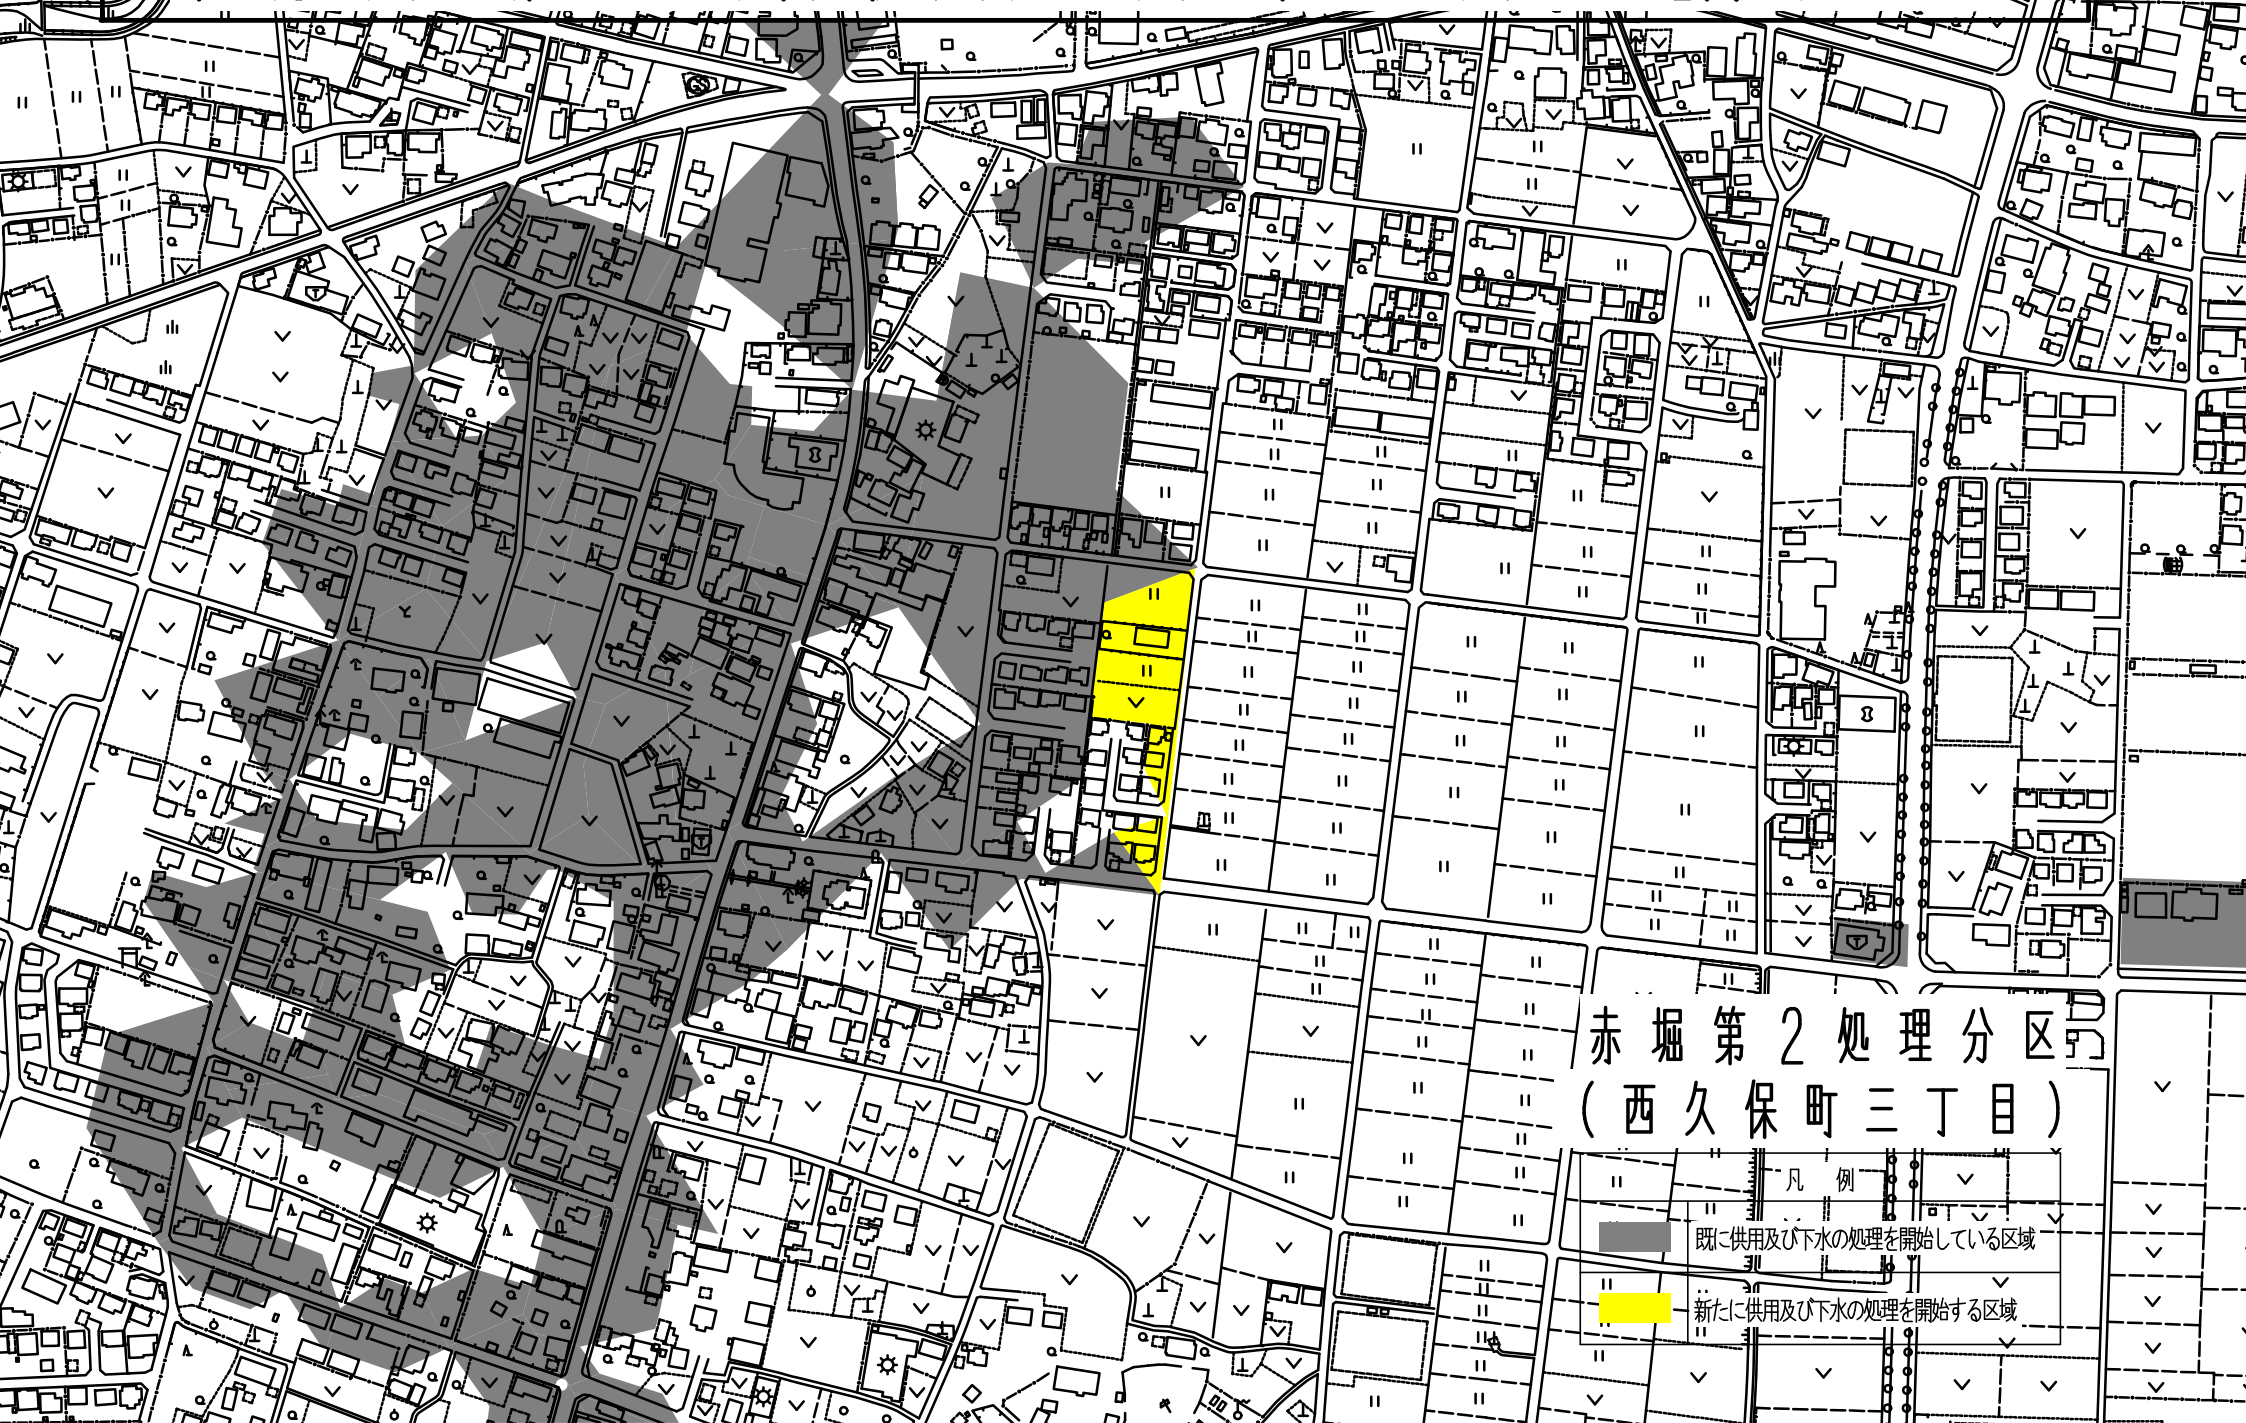 赤堀第2処理分区
(西久保町三丁目)
凡 例
既に供用及び下水の処理を開始している区域
新たに供用及び下水の処理を開始する区域